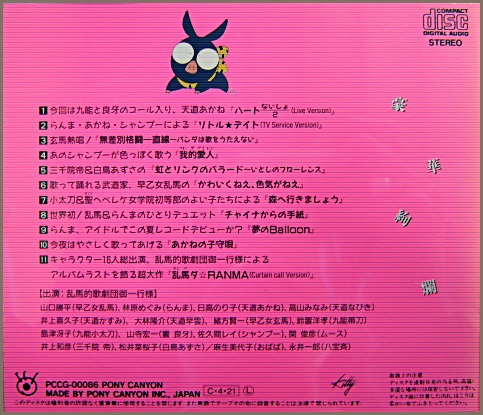 COMPACT
disc
DIGITAL AUDIO
STEREO
1 今回は九能と良牙のコール入り、天道あかね「ハートないしょ/2」(Live Version)
2 らんま・あかね・シャンプーによる「リトル★デイト」(TV Service Version)
3 玄馬熱唱!「無差別格闘一直線~パンダは歌をうたえない」
4 あのシャンプーが色っぽく歌う「我的愛人」
5 三千院帝&白鳥あずさの「虹とリンクのバラード~いとしのフローレンス」
6 歌って踊れる武道家、早乙女乱馬の「かわいくねえ、色気がねえ」
7 小太刀&聖へべレケ女学院初等部のよい子たちによる「森へ行きましょう」
8 世界初!乱馬&らんまのひとりデュエット「チャイナからの手紙」
9 らんま、アイドルでこの夏レコードデビューか?「夢のBalloon」
10 今夜はやさしく歌ってあげる「あかねの子守唄」
11 キャラクター16人総出演、乱馬的歌劇団御一行様による
アルバムラストを飾る超大作「乱馬ダ☆RANMA」(Curtain call Version)
[出演:乱馬的歌劇団御一行様]
山口勝平(早乙女乱馬)、林原めぐみ(らんま)、日髙のり子(天道あかね)、高山みなみ(天道なびき)
井上喜久子(天道かすみ)、大林隆介(天道早雲)、緒方賢一(早乙女玄馬)、鈴置洋孝(九能帯刀)
島津冴子(九能小太刀)、山寺宏一(響 良牙)、佐久間レイ(シャンプー)、関 俊彦(ムース)
井上和彦(三千院 帝)、松井菜桜子(白鳥あずさ)/麻生美代子(おばば)、永井一郎(八宝斎)
PCCG-00086 PONY CANYON
MADE BY PONY CANYON INC., JAPAN
C・4・21 L
Kitty
取扱上の注意